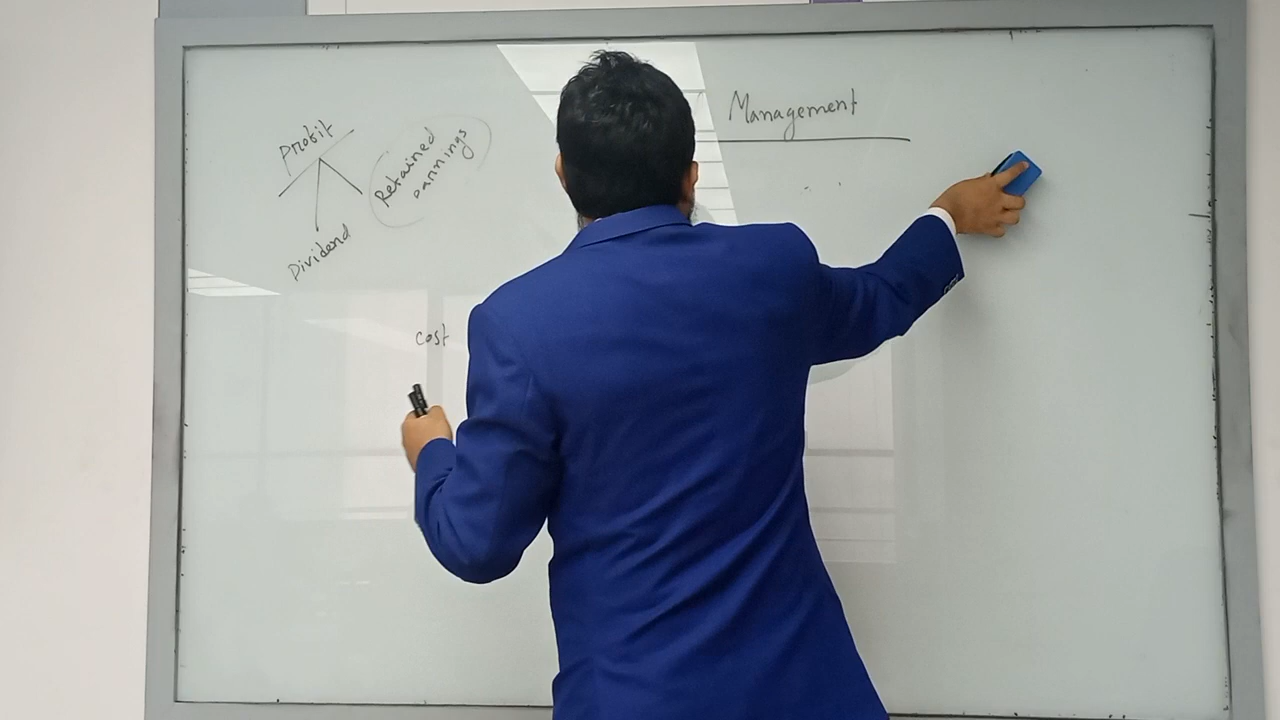 Profit
Retained
earnings
Dividend
Management
cost